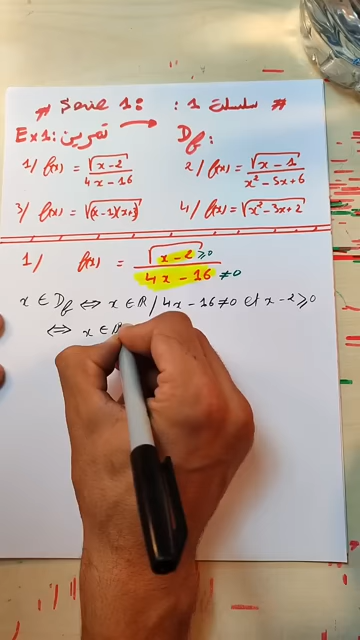 # Serie 1: : سلسلة 1 #
Ex1: تمرين → Df:
1/ f(x) = √(x-2) / (4x-16)
2/ f(x) = √(x-1) / (x²-5x+6)
3/ f(x) = √((x-1)(x+3))
4/ f(x) = √(x²-3x+2)
1/ f(x) = √(x-2) ≥0 / (4x-16) ≠0
x ∈ Df ⇔ x ∈ ℝ / 4x-16≠0 et x-2 ≥ 0
⇔ x ∈ ℝ